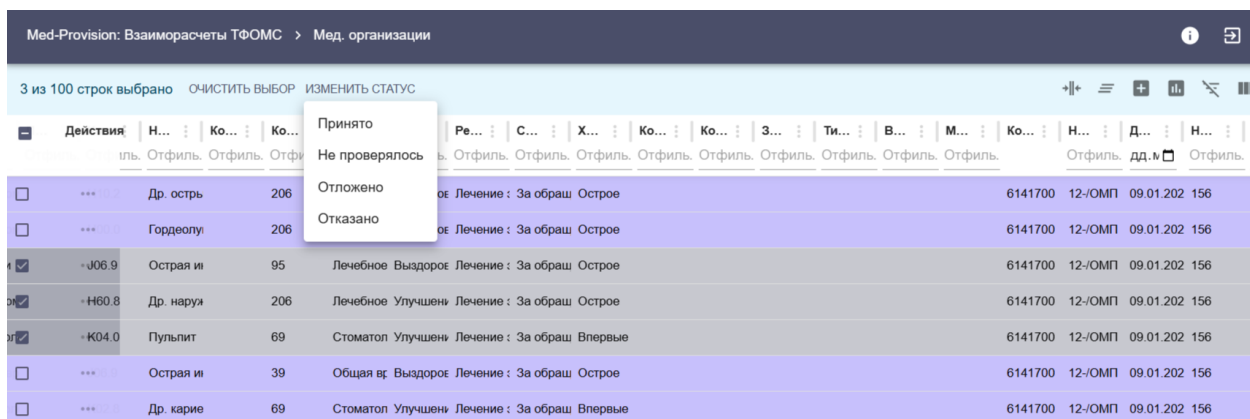 Med-Provision: Взаиморасчеты ТФОМС > Мед. организации
3 из 100 строк выбрано ОЧИСТИТЬ ВЫБОР ИЗМЕНИТЬ СТАТУС
Принято
Не проверялось
Отложено
Отказано
Действия Н... Ко... Ко... Ре... С... Х... Ко... Ко... З... Ти... В... М... Ко... Н... Д... Н...
Отфиль. Отфиль. Отфиль. Отфиль. Отфиль. Отфиль. Отфиль. Отфиль. Отфиль. Отфиль. Отфиль. Отфиль. дд.м Отфиль.
Др. остры 206 Лечение з За обращ Острое 6141700 12-/ОМП 09.01.202 156
Гордеолу 206 Лечение з За обращ Острое 6141700 12-/ОМП 09.01.202 156
J06.9 Острая ин 95 Лечебное Выздоров Лечение з За обращ Острое 6141700 12-/ОМП 09.01.202 156
H60.8 Др. наруж 206 Лечебное Улучшени Лечение з За обращ Острое 6141700 12-/ОМП 09.01.202 156
K04.0 Пульпит 69 Стоматол Улучшени Лечение з За обращ Впервые 6141700 12-/ОМП 09.01.202 156
Острая ин 39 Общая вр Выздоров Лечение з За обращ Острое 6141700 12-/ОМП 09.01.202 156
Др. карие 69 Стоматол Улучшени Лечение з За обращ Впервые 6141700 12-/ОМП 09.01.202 156